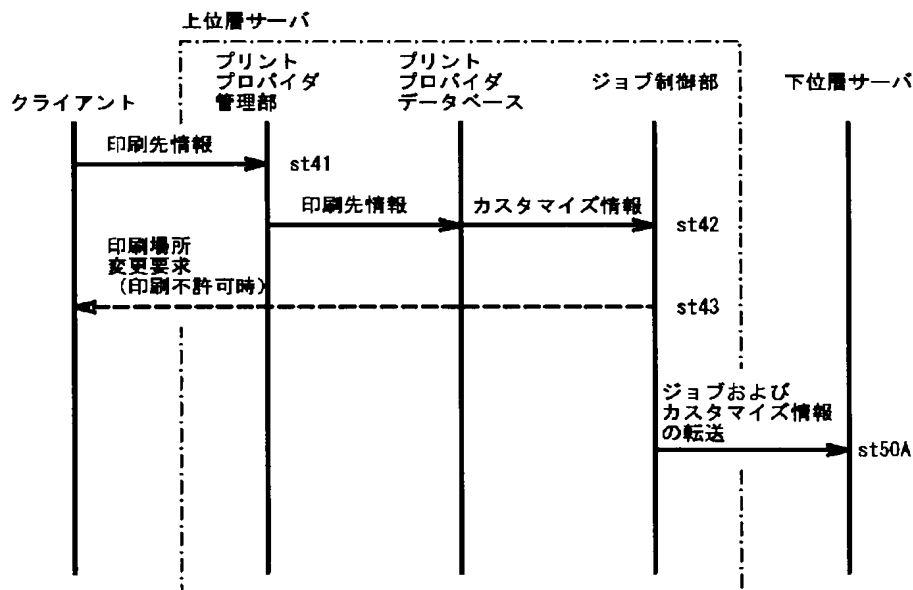 上位層サーバ
クライアント
プリント
プロバイダ
管理部
プリント
プロバイダ
データベース
ジョブ制御部
下位層サーバ
印刷先情報
st41
印刷先情報
カスタマイズ情報
st42
印刷場所
変更要求
(印刷不許可時)
st43
ジョブおよび
カスタマイズ情報
の転送
st50A